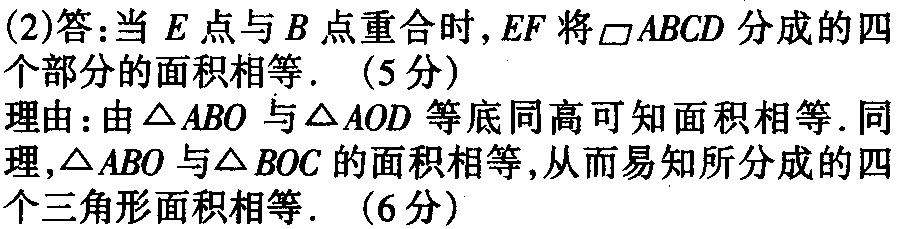 (2)答:当 E 点与 B 点重合时,EF 将▱ABCD 分成的四
个部分的面积相等. (5分)
理由:由△ABO 与△AOD 等底同高可知面积相等.同
理,△ABO 与△BOC 的面积相等,从而易知所分成的四
个三角形面积相等. (6分)